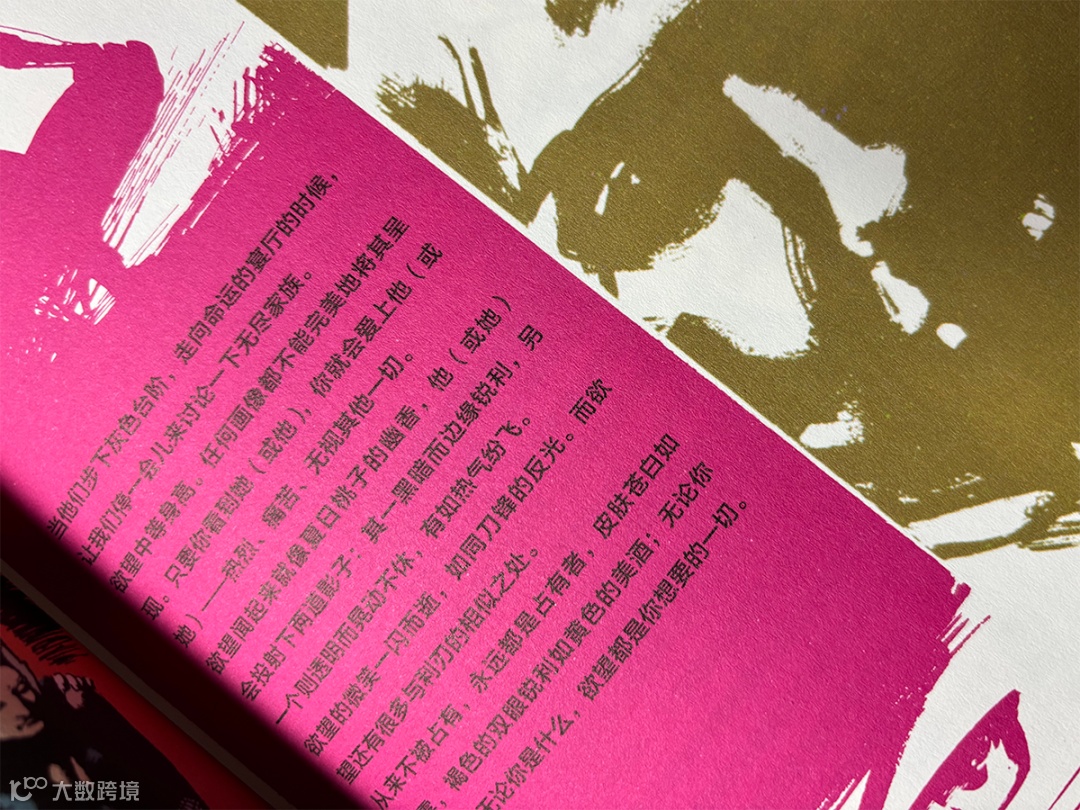 当他们步下灰色台阶，走向命运的宴厅的时候，
让我们停一会儿来讨论一下无尽家族。
欲望中等身高。任何画像都不能完美地将其呈
现。只要你看到她（或他），你就会爱上他（或
她）——热烈、痛苦、无视其他一切。
欲望闻起来就像夏日桃子的幽香，他（或她）
会投射下两道影子：其一黑暗而边缘锐利，另
一个则透明而晃动不休，有如热气纷飞。
欲望的微笑一闪而逝，如同刀锋的反光。而欲
望还有很多与利刃的相似之处。
从来不被占有，永远都是占有者，皮肤苍白如
，褐色的双眼锐利如黄色的美酒；无论你
无论你是什么，欲望都是你想要的一切。
大数跨境